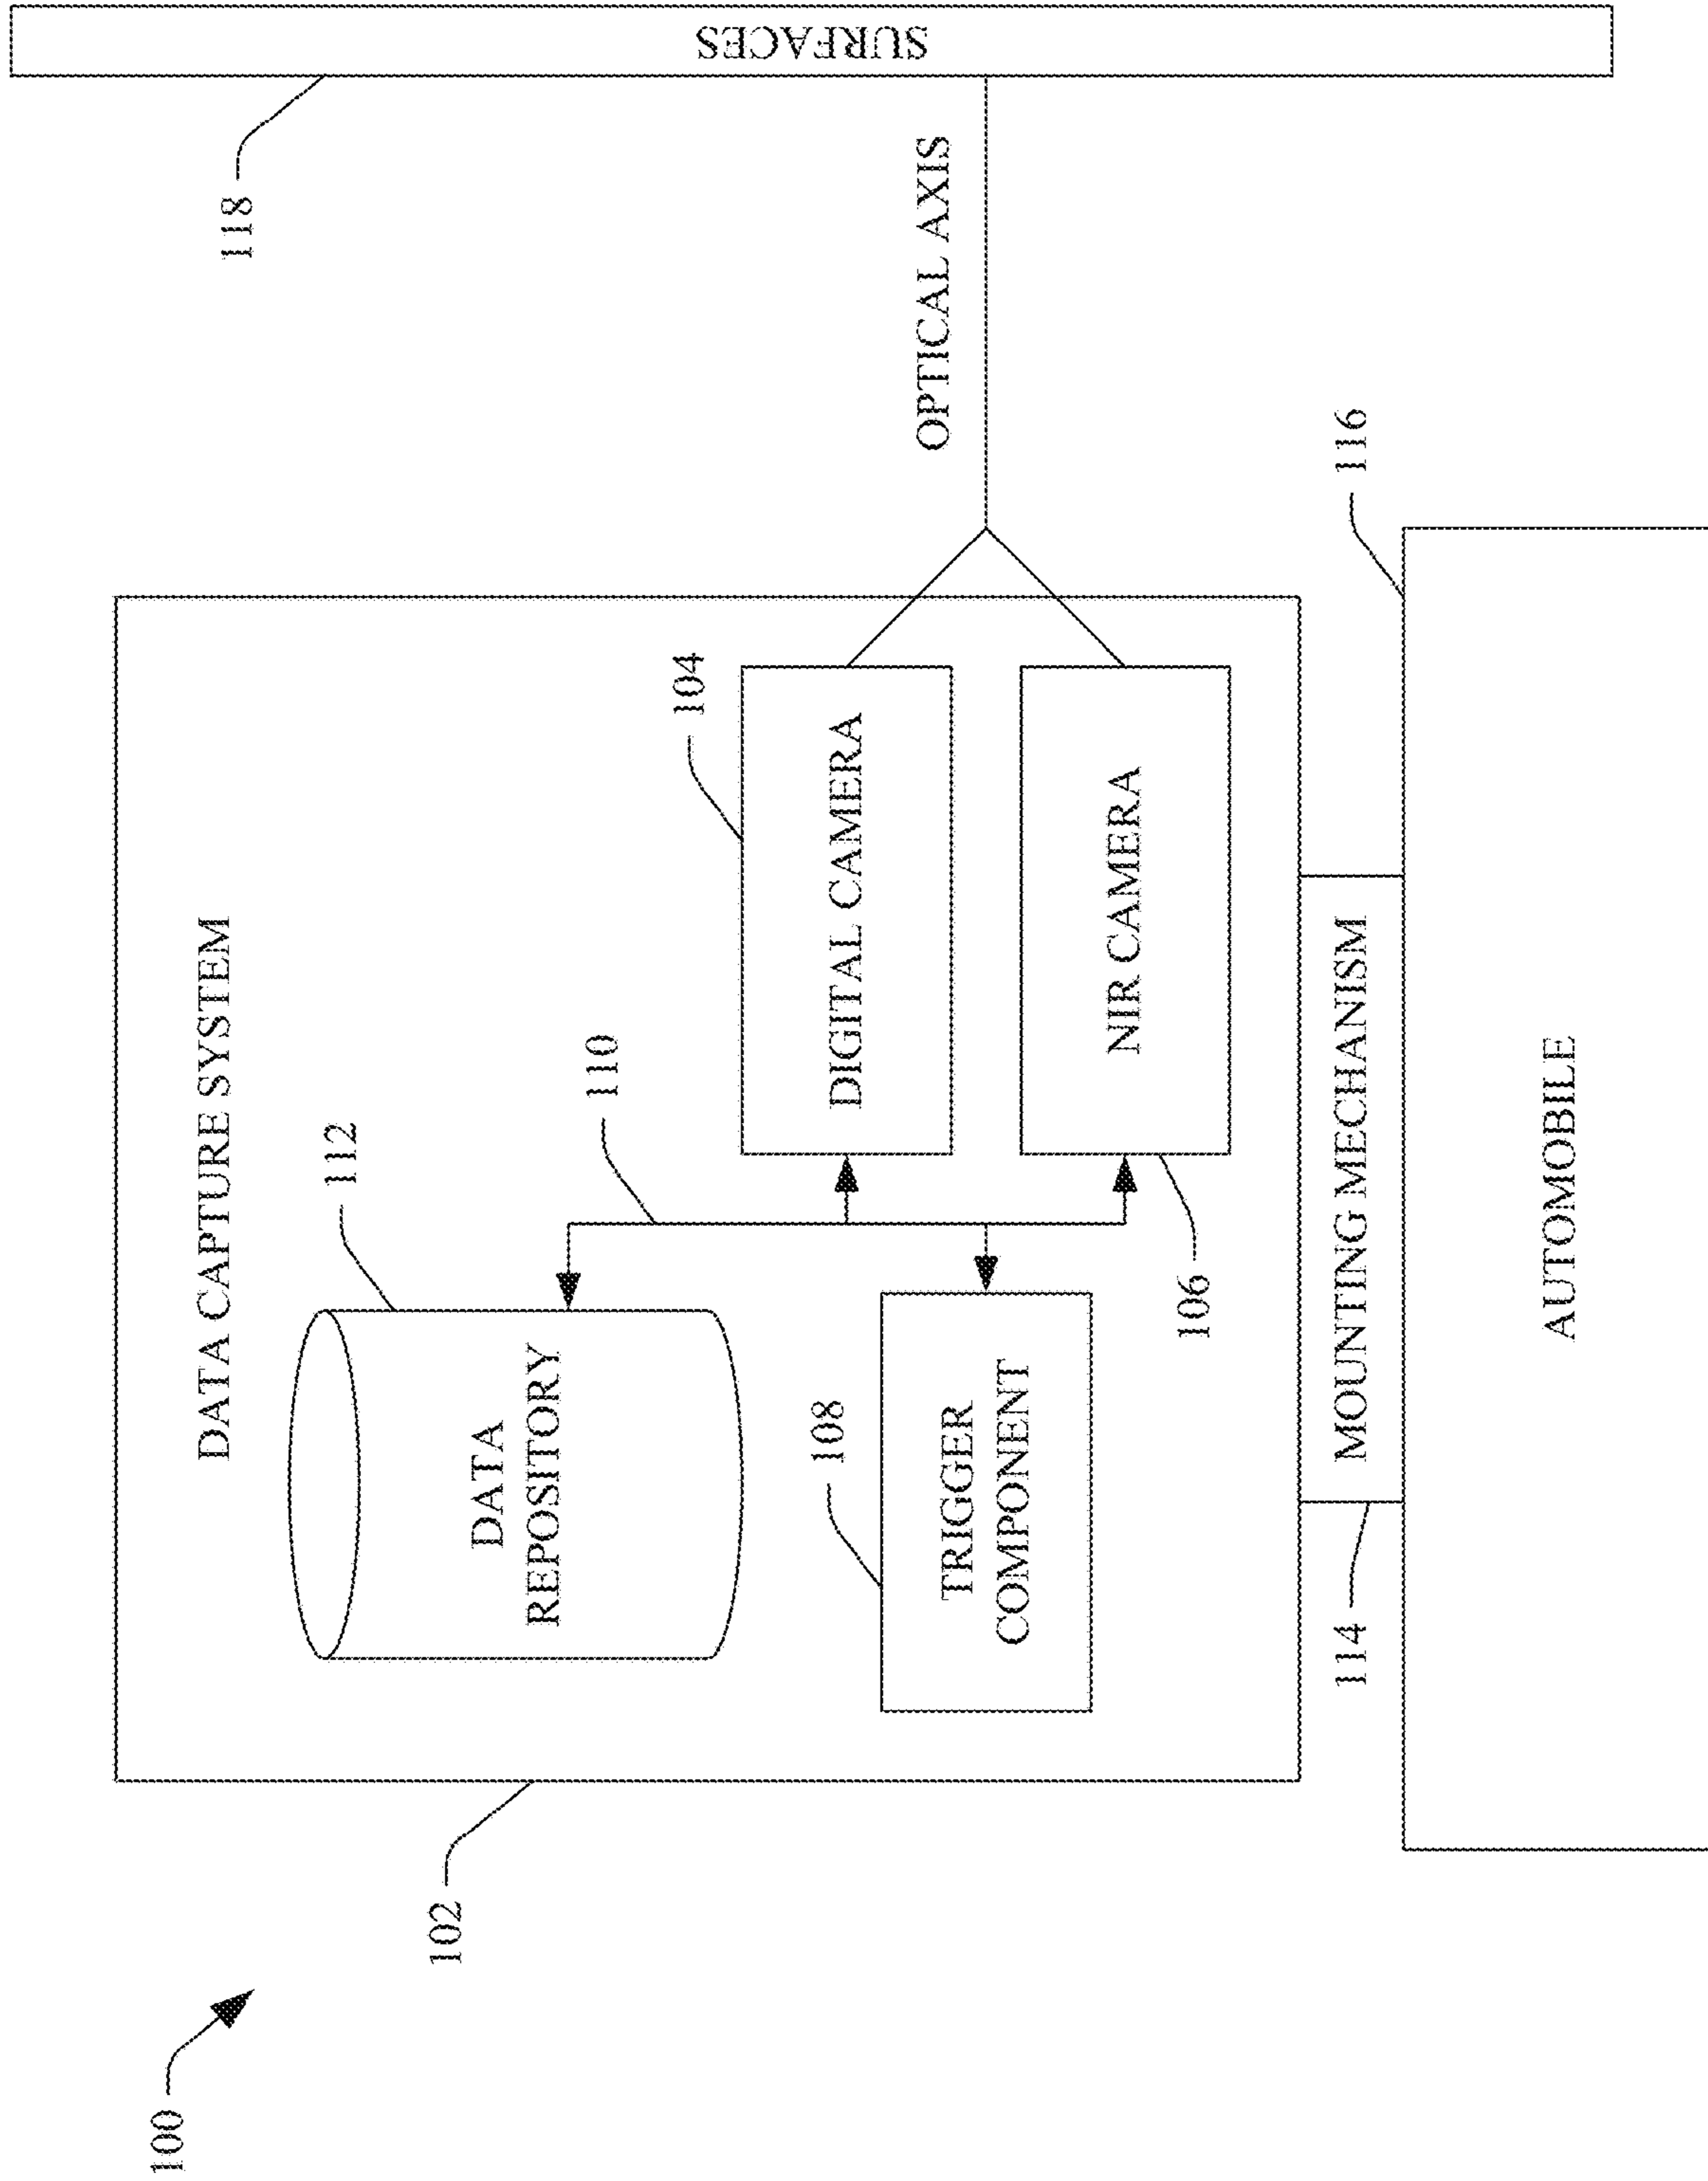 100
102
DATA CAPTURE SYSTEM
112
DATA
REPOSITORY
110
108
TRIGGER
COMPONENT
104
DIGITAL CAMERA
NIR CAMERA
106
OPTICAL AXIS
118
SURFACES
114
MOUNTING MECHANISM
116
AUTOMOBILE